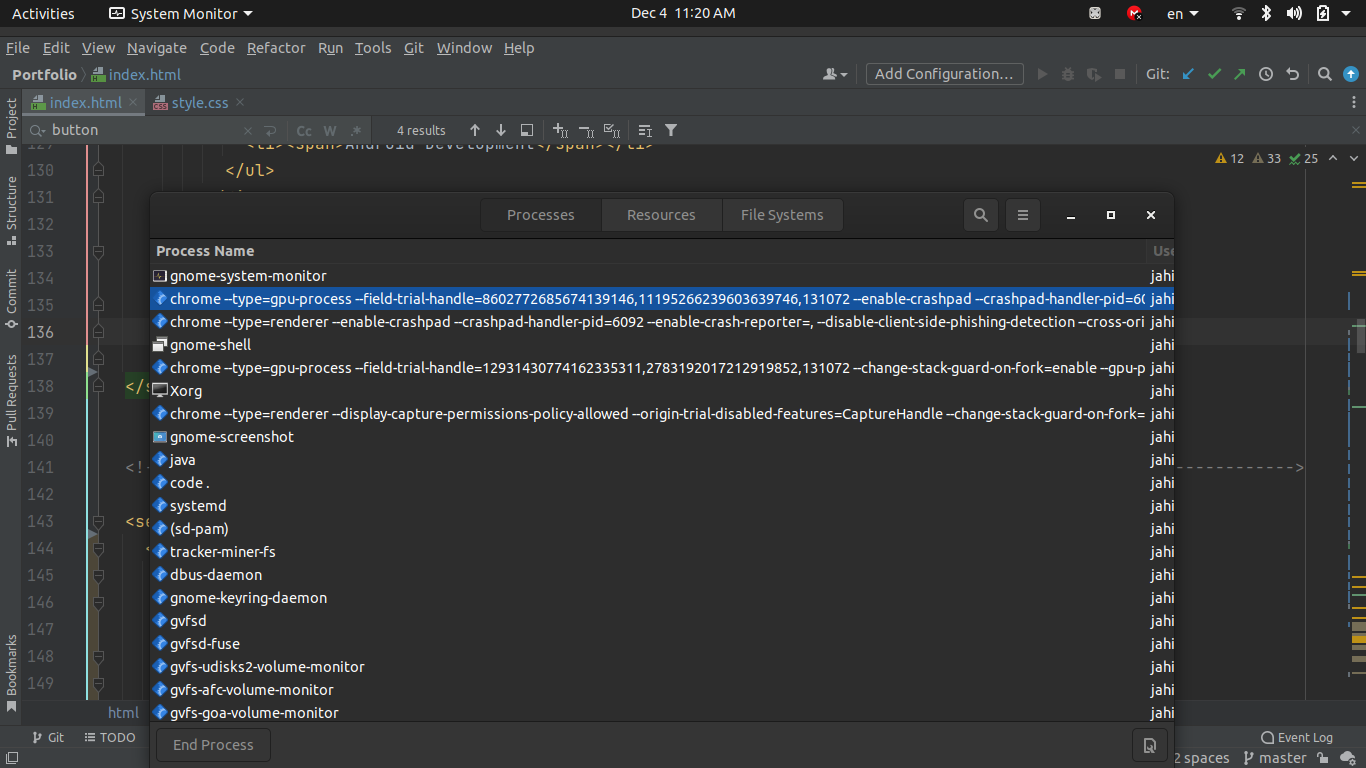 Activities System Monitor Dec 4 11:20 AM en
File Edit View Navigate Code Refactor Run Tools Git Window Help
Portfolio index.html Add Configuration... Git:
index.html style.css
button Cc W .* 4 results
Project
Structure
Commit
Pull Requests
Bookmarks
<li><span>Android Development</span></li>
130 </ul> 12 33 25
131
132
133
134
135
136
137
138 </s
139
140
141 <!- ------------->
142
143 <se
144 <
145
146
147
148
149
Processes Resources File Systems
Process Name Use
gnome-system-monitor jahi
chrome --type=gpu-process --field-trial-handle=8602772685674139146,11195266239603639746,131072 --enable-crashpad --crashpad-handler-pid=60 jahi
chrome --type=renderer --enable-crashpad --crashpad-handler-pid=6092 --enable-crash-reporter=, --disable-client-side-phishing-detection --cross-ori jahi
gnome-shell jahi
chrome --type=gpu-process --field-trial-handle=12931430774162335311,2783192017212919852,131072 --change-stack-guard-on-fork=enable --gpu-p jahi
Xorg jahi
chrome --type=renderer --display-capture-permissions-policy-allowed --origin-trial-disabled-features=CaptureHandle --change-stack-guard-on-fork= jahi
gnome-screenshot jahi
java jahi
code . jahi
systemd jahi
(sd-pam) jahi
tracker-miner-fs jahi
dbus-daemon jahi
gnome-keyring-daemon jahi
gvfsd jahi
gvfsd-fuse jahi
gvfs-udisks2-volume-monitor jahi
gvfs-afc-volume-monitor jahi
gvfs-goa-volume-monitor jahi
End Process
html
Git TODO Event Log
2 spaces master